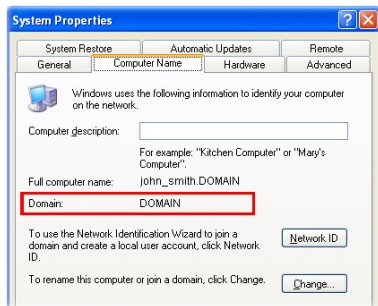 System Properties
System Restore Automatic Updates Remote
General Computer Name Hardware Advanced
Windows uses the following information to identify your computer
on the network.
Computer description:
For example: "Kitchen Computer" or "Mary's
Computer".
Full computer name: john_smith.DOMAIN
Domain: DOMAIN
To use the Network Identification Wizard to join a
domain and create a local user account, click Network
ID.
Network ID
To rename this computer or join a domain, click Change.
Change...